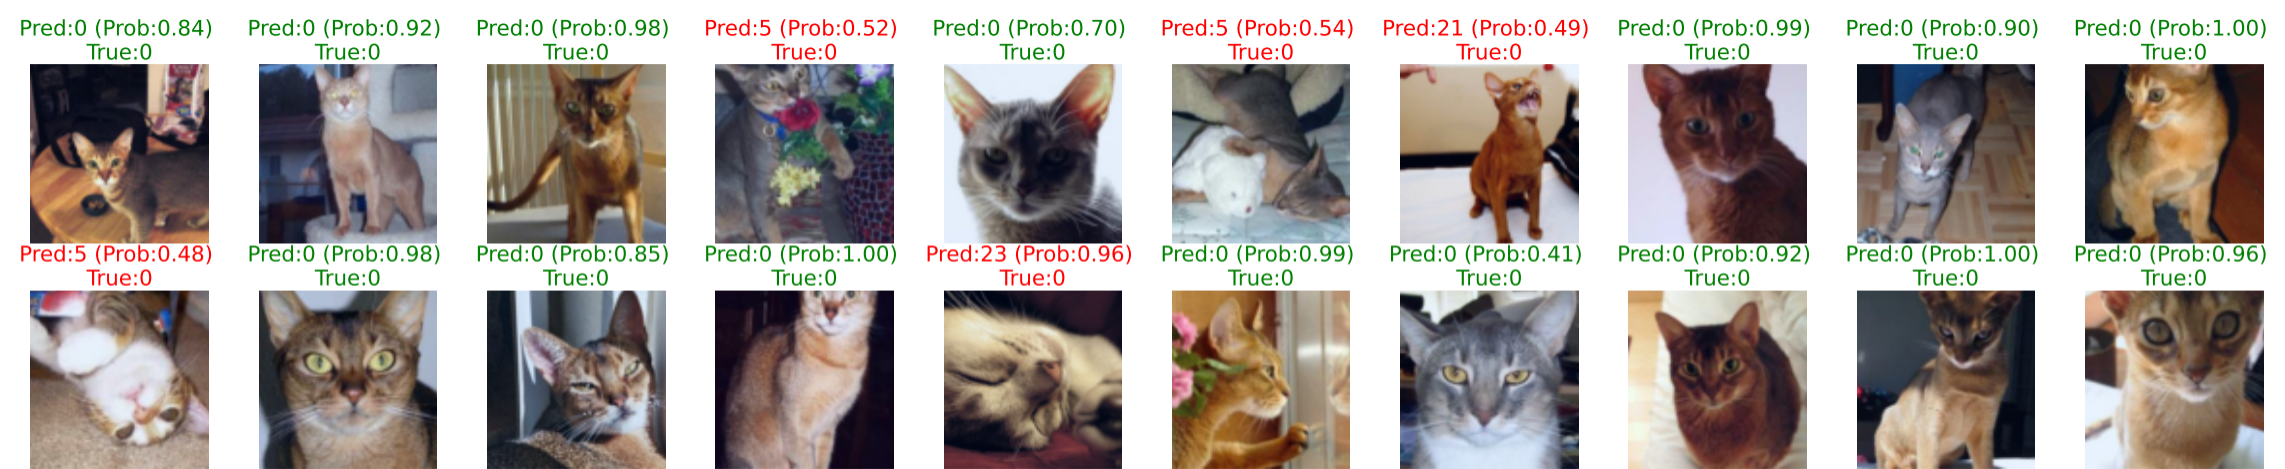 Pred:0 (Prob:0.84)
True:0
Pred:0 (Prob:0.92)
True:0
Pred:0 (Prob:0.98)
True:0
Pred:5 (Prob:0.52)
True:0
Pred:0 (Prob:0.70)
True:0
Pred:5 (Prob:0.54)
True:0
Pred:21 (Prob:0.49)
True:0
Pred:0 (Prob:0.99)
True:0
Pred:0 (Prob:0.90)
True:0
Pred:0 (Prob:1.00)
True:0
Pred:5 (Prob:0.48)
True:0
Pred:0 (Prob:0.98)
True:0
Pred:0 (Prob:0.85)
True:0
Pred:0 (Prob:1.00)
True:0
Pred:23 (Prob:0.96)
True:0
Pred:0 (Prob:0.99)
True:0
Pred:0 (Prob:0.41)
True:0
Pred:0 (Prob:0.92)
True:0
Pred:0 (Prob:1.00)
True:0
Pred:0 (Prob:0.96)
True:0